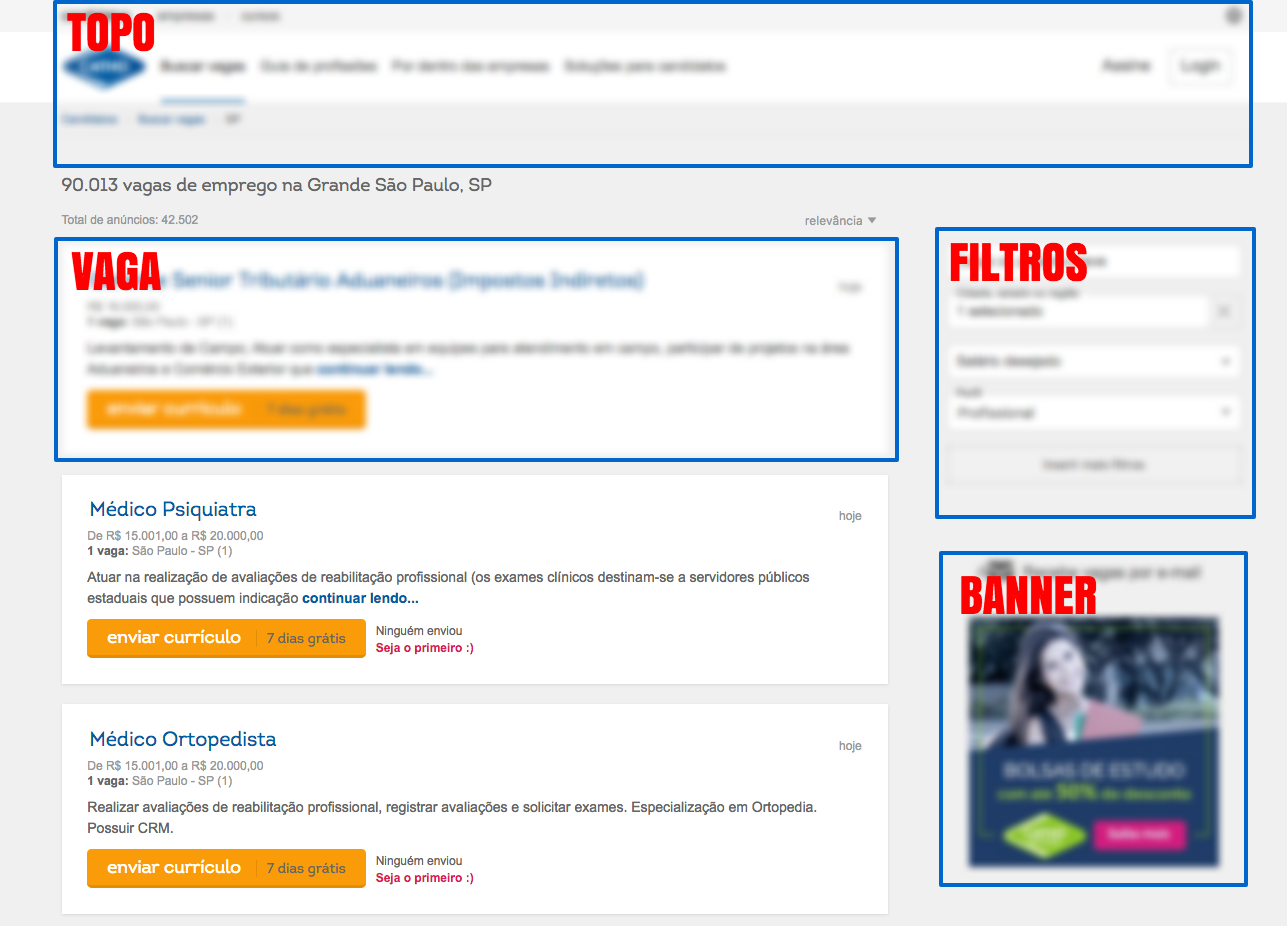 TOPO
empresas
cursos
Buscar vagas
Guia de profissões
Por dentro das empresas
Soluções para candidatos
Assine
Login
Candidatos
Buscar vagas
SP
90.013 vagas de emprego na Grande São Paulo, SP
Total de anúncios: 42.502
relevância
VAGA
Senior Tributário Aduaneiros (Impostos Indiretos)
hoje
1 vaga: São Paulo - SP (1)
Levantamento de Campo, Atuar como especialista em equipes para atendimento em campo, participar de projetos na área
Aduaneiros e Comércio Exterior que continuar lendo...
enviar currículo 7 dias grátis
Médico Psiquiatra
hoje
De R$ 15.001,00 a R$ 20.000,00
1 vaga: São Paulo - SP (1)
Atuar na realização de avaliações de reabilitação profissional (os exames clínicos destinam-se a servidores públicos
estaduais que possuem indicação continuar lendo...
enviar currículo 7 dias grátis
Ninguém enviou
Seja o primeiro :)
Médico Ortopedista
hoje
De R$ 15.001,00 a R$ 20.000,00
1 vaga: São Paulo - SP (1)
Realizar avaliações de reabilitação profissional, registrar avaliações e solicitar exames. Especialização em Ortopedia.
Possuir CRM.
enviar currículo 7 dias grátis
Ninguém enviou
Seja o primeiro :)
FILTROS
Cidade, estado ou região
1 selecionado
Salário desejado
Perfil
Profissional
Inserir mais filtros
BANNER
Receba vagas por e-mail
BOLSAS DE ESTUDO
com até 50% de desconto
Saiba mais